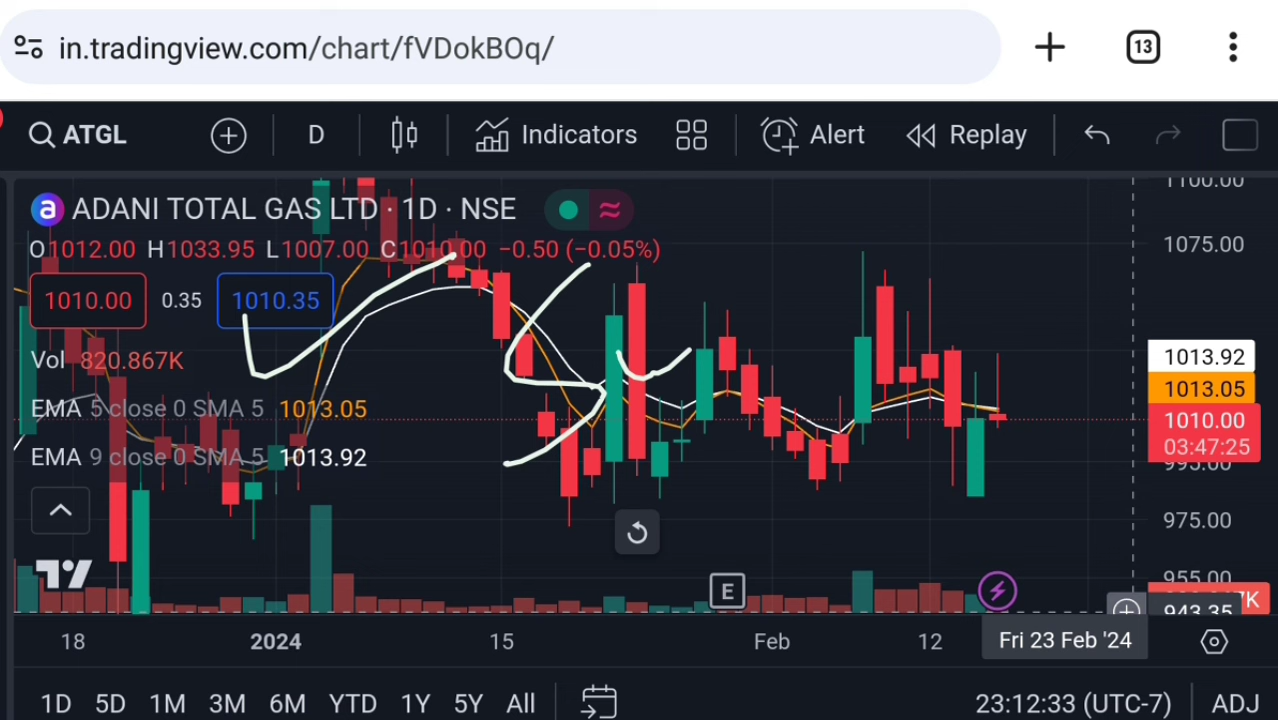 in.tradingview.com/chart/fVDokBOq/ 13
ATGL D Indicators Alert Replay
ADANI TOTAL GAS LTD · 1D · NSE
O1012.00 H1033.95 L1007.00 C1010.00 −0.50 (−0.05%)
1010.00 0.35 1010.35
Vol 820.867K
EMA 5 close 0 SMA 5 1013.05
EMA 9 close 0 SMA 5 1013.92
1100.00
1075.00
1013.92
1013.05
1010.00
03:47:25
995.00
975.00
955.00
K
943.35
E
18 2024 15 Feb 12 Fri 23 Feb '24
1D 5D 1M 3M 6M YTD 1Y 5Y All 23:12:33 (UTC-7) ADJ